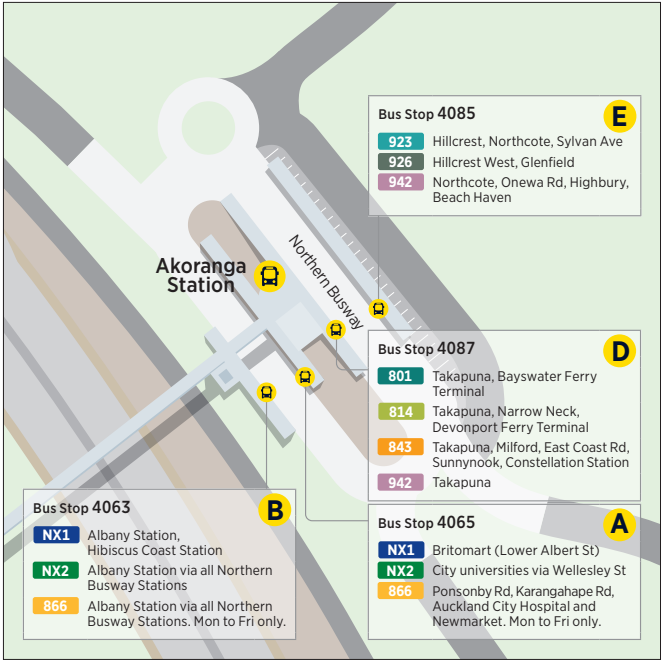 Bus Stop 4085
E
923 Hillcrest, Northcote, Sylvan Ave
926 Hillcrest West, Glenfield
942 Northcote, Onewa Rd, Highbury,
Beach Haven
Northern Busway
Akoranga
Station
Bus Stop 4087
D
801 Takapuna, Bayswater Ferry
Terminal
814 Takapuna, Narrow Neck,
Devonport Ferry Terminal
843 Takapuna, Milford, East Coast Rd,
Sunnynook, Constellation Station
942 Takapuna
Bus Stop 4063
B
NX1 Albany Station,
Hibiscus Coast Station
NX2 Albany Station via all Northern
Busway Stations
866 Albany Station via all Northern
Busway Stations. Mon to Fri only.
Bus Stop 4065
A
NX1 Britomart (Lower Albert St)
NX2 City universities via Wellesley St
866 Ponsonby Rd, Karangahape Rd,
Auckland City Hospital and
Newmarket. Mon to Fri only.